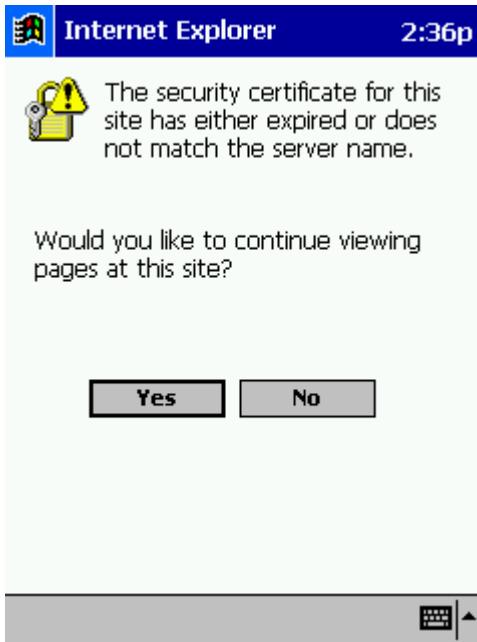 Internet Explorer 2:36p
The security certificate for this
site has either expired or does
not match the server name.
Would you like to continue viewing
pages at this site?
Yes No